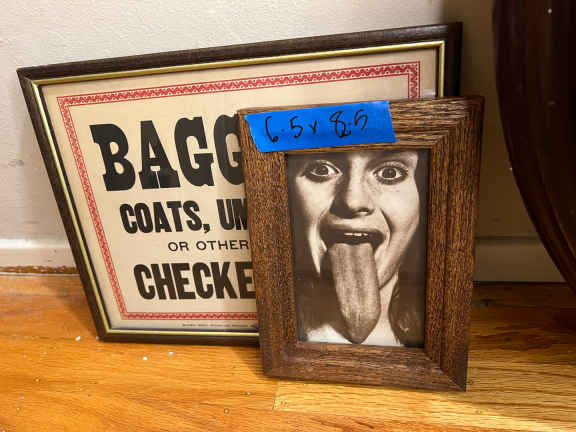 6.5 x 8.5
BAGG
COATS, UM
OR OTHER
CHECKE